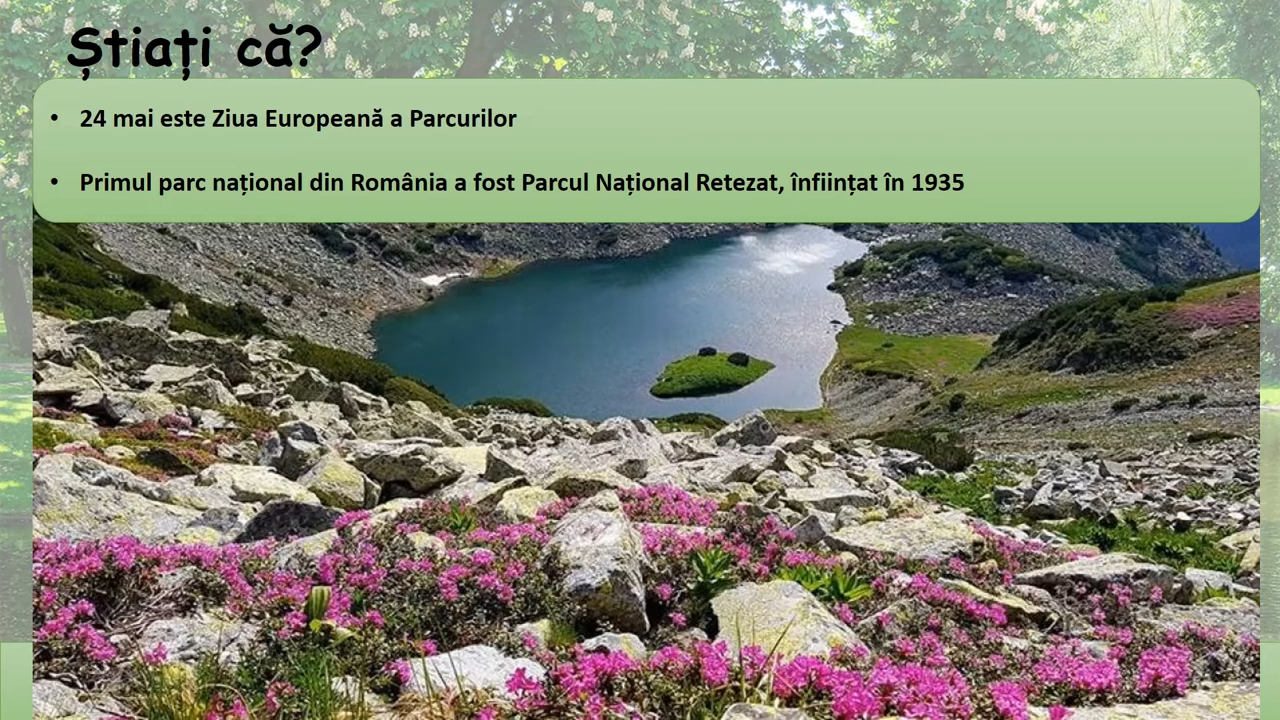 Știați că?
• 24 mai este Ziua Europeană a Parcurilor
• Primul parc național din România a fost Parcul Național Retezat, înființat în 1935